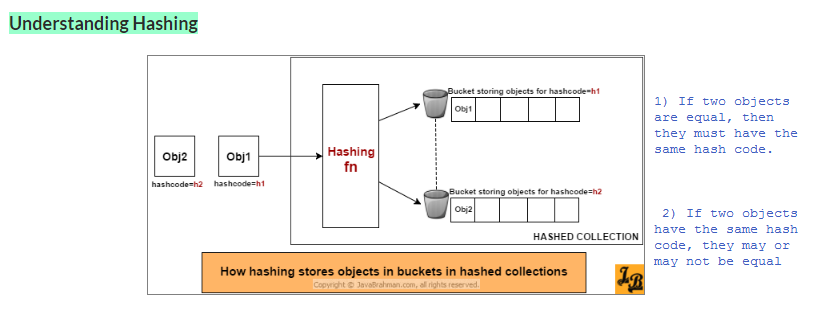 Understanding Hashing
Bucket storing objects for hashcode=h1
Obj1
Obj2
Obj1
hashcode=h2
hashcode=h1
Hashing
fn
Bucket storing objects for hashcode=h2
Obj2
HASHED COLLECTION
How hashing stores objects in buckets in hashed collections
Copyright © JavaBrahman.com, all rights reserved.
JB
1) If two objects
are equal, then
they must have the
same hash code.
2) If two objects
have the same hash
code, they may or
may not be equal